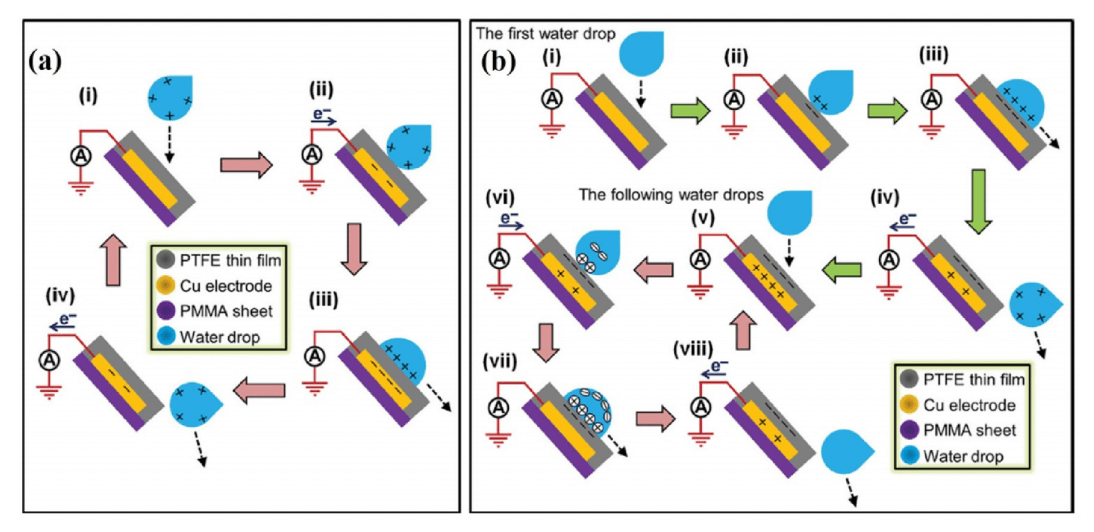 (a)
(i)
(ii)
e⁻
A
A
(iv)
e⁻
A
PTFE thin film
Cu electrode
PMMA sheet
Water drop
(iii)
A
The first water drop
(b)
(i)
A
(ii)
A
(iii)
A
The following water drops
(vi)
e⁻
A
(v)
A
(iv)
e⁻
A
(vii)
A
(viii)
e⁻
A
PTFE thin film
Cu electrode
PMMA sheet
Water drop